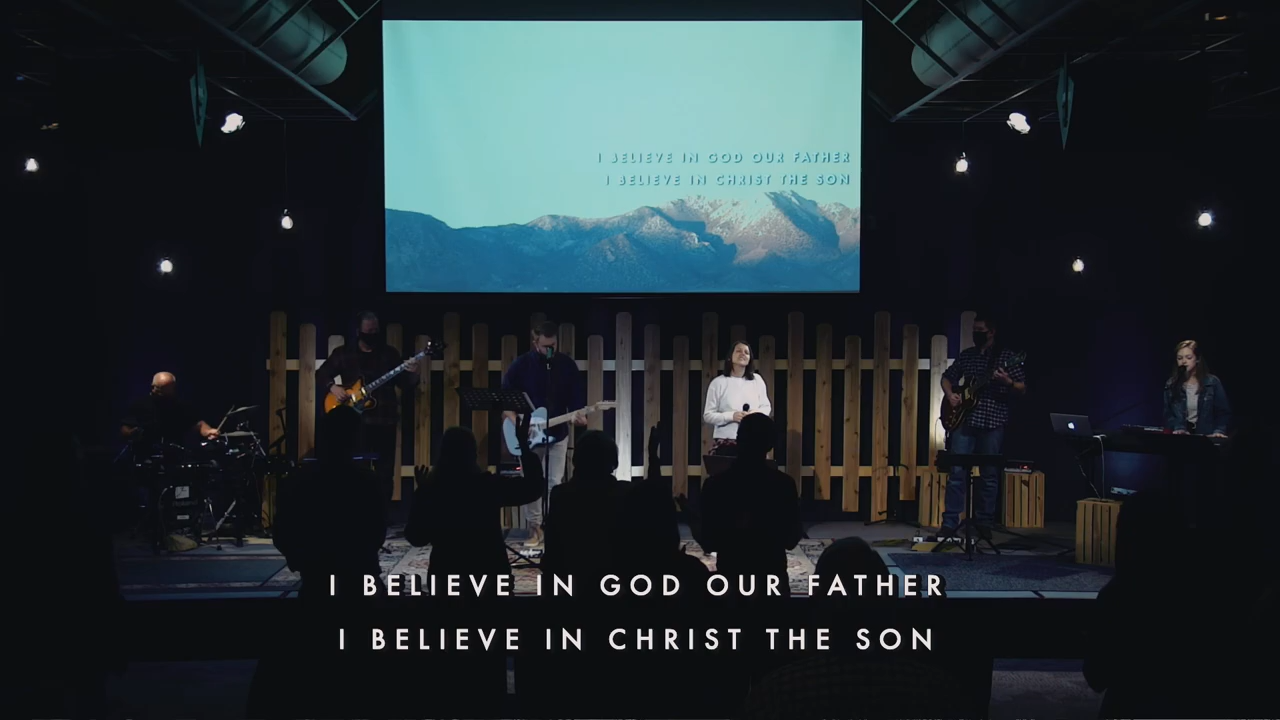 I BELIEVE IN GOD OUR FATHER
I BELIEVE IN CHRIST THE SON
I BELIEVE IN GOD OUR FATHER
I BELIEVE IN CHRIST THE SON